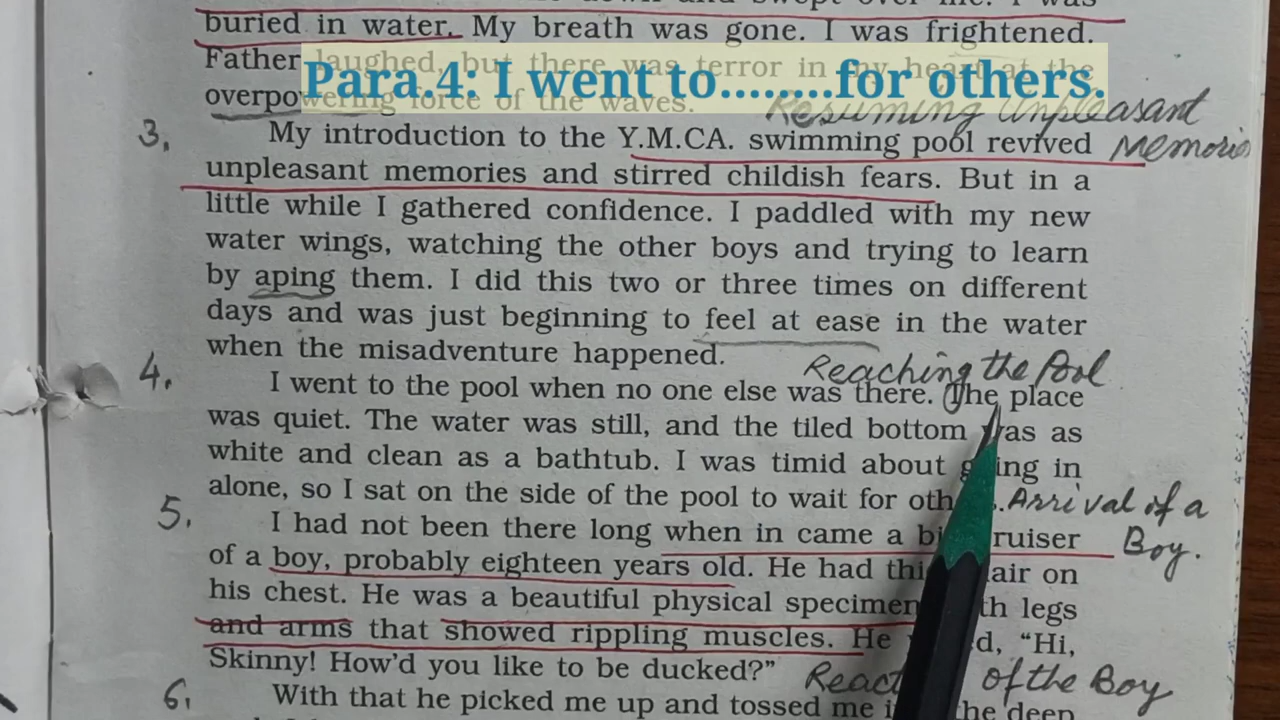 buried in water. My breath was gone. I was frightened.
Father laughed, but there was terror in my heart at the
Para.4: I went to........for others.
overpowering force of the waves.
Resuming Unpleasant
Memories
3. My introduction to the Y.M.CA. swimming pool revived
unpleasant memories and stirred childish fears. But in a
little while I gathered confidence. I paddled with my new
water wings, watching the other boys and trying to learn
by aping them. I did this two or three times on different
days and was just beginning to feel at ease in the water
when the misadventure happened.
Reaching the Pool
4. I went to the pool when no one else was there. The place
was quiet. The water was still, and the tiled bottom was as
white and clean as a bathtub. I was timid about going in
alone, so I sat on the side of the pool to wait for oth
Arrival of a
Boy.
5. I had not been there long when in came a big bruiser
of a boy, probably eighteen years old. He had thick hair on
his chest. He was a beautiful physical specimen, with legs
and arms that showed rippling muscles. He yelled, “Hi,
Skinny! How’d you like to be ducked?”
of the Boy
6. With that he picked me up and tossed me into the deep